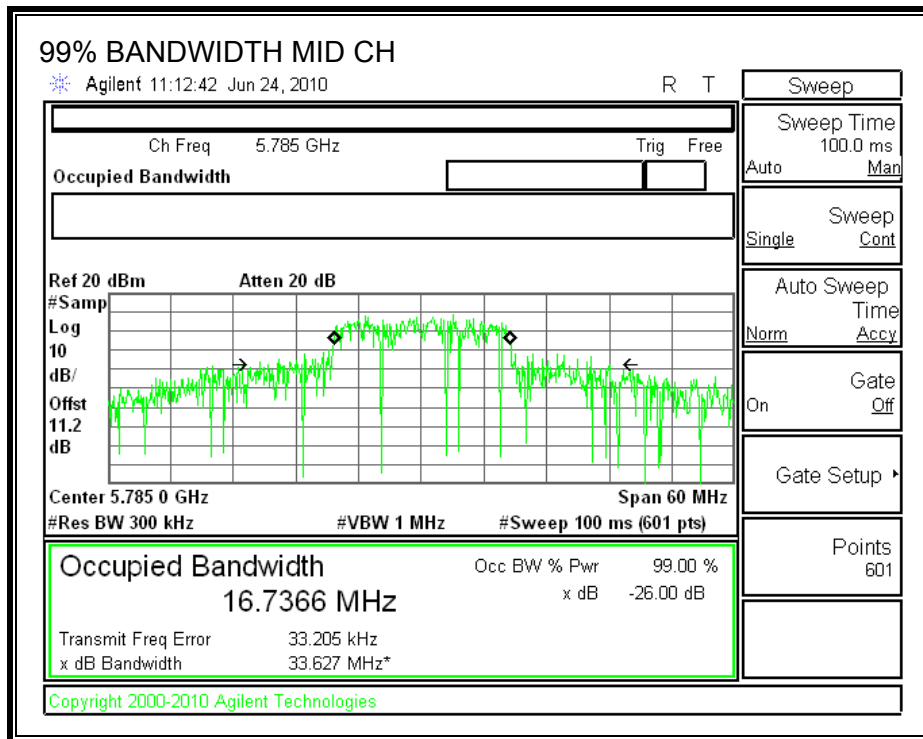 99% BANDWIDTH MID CH
Agilent 11:12:42 Jun 24, 2010 R T
Ch Freq 5.785 GHz Trig Free
Occupied Bandwidth
Ref 20 dBm Atten 20 dB
#Samp
Log
10
dB/
Offst
11.2
dB
Center 5.785 0 GHz Span 60 MHz
#Res BW 300 kHz #VBW 1 MHz #Sweep 100 ms (601 pts)
Occupied Bandwidth Occ BW % Pwr 99.00 %
16.7366 MHz x dB -26.00 dB
Transmit Freq Error 33.205 kHz
x dB Bandwidth 33.627 MHz*
Copyright 2000-2010 Agilent Technologies
Sweep
Sweep Time
100.0 ms
Auto Man
Sweep
Single Cont
Auto Sweep
Time
Norm Accy
Gate
On Off
Gate Setup
Points
601